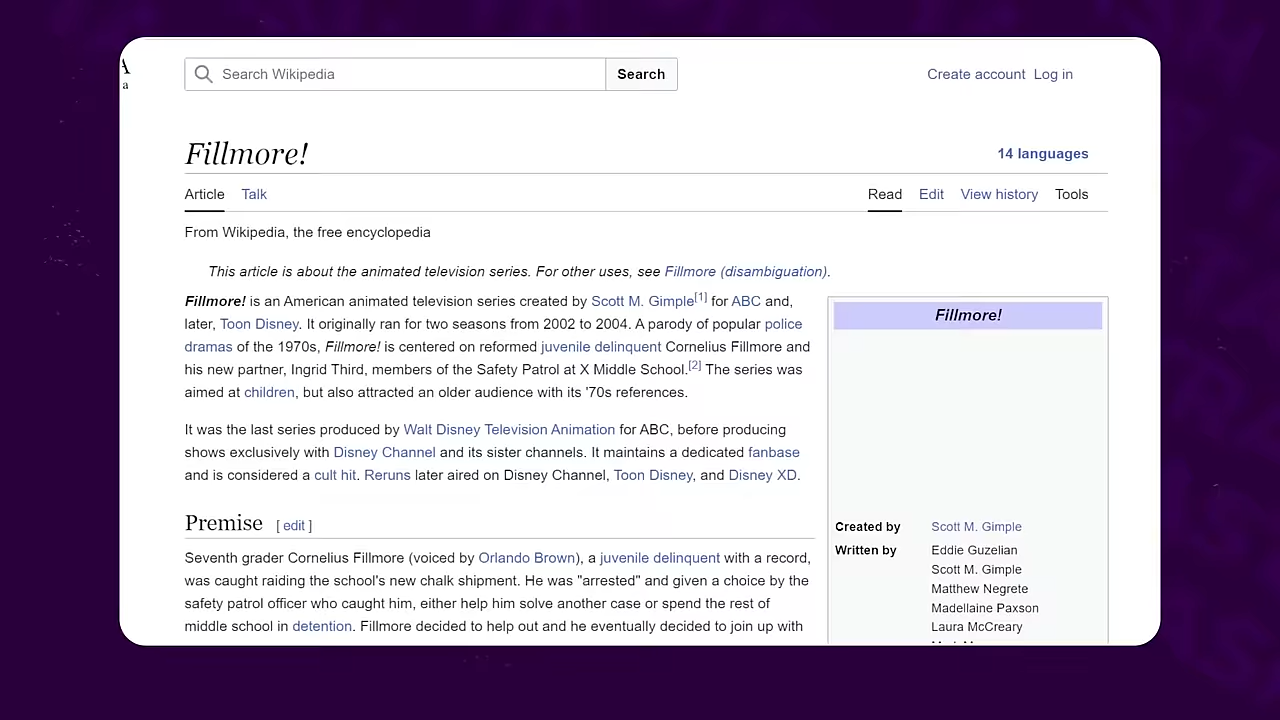 a
Search Wikipedia
Search
Create account Log in
Fillmore!
14 languages
Article Talk
Read Edit View history Tools
From Wikipedia, the free encyclopedia
This article is about the animated television series. For other uses, see Fillmore (disambiguation).
Fillmore! is an American animated television series created by Scott M. Gimple[1] for ABC and,
later, Toon Disney. It originally ran for two seasons from 2002 to 2004. A parody of popular police
dramas of the 1970s, Fillmore! is centered on reformed juvenile delinquent Cornelius Fillmore and
his new partner, Ingrid Third, members of the Safety Patrol at X Middle School.[2] The series was
aimed at children, but also attracted an older audience with its '70s references.
It was the last series produced by Walt Disney Television Animation for ABC, before producing
shows exclusively with Disney Channel and its sister channels. It maintains a dedicated fanbase
and is considered a cult hit. Reruns later aired on Disney Channel, Toon Disney, and Disney XD.
Premise [ edit ]
Seventh grader Cornelius Fillmore (voiced by Orlando Brown), a juvenile delinquent with a record,
was caught raiding the school's new chalk shipment. He was "arrested" and given a choice by the
safety patrol officer who caught him, either help him solve another case or spend the rest of
middle school in detention. Fillmore decided to help out and he eventually decided to join up with
Fillmore!
Created by Scott M. Gimple
Written by Eddie Guzelian
Scott M. Gimple
Matthew Negrete
Madellaine Paxson
Laura McCreary